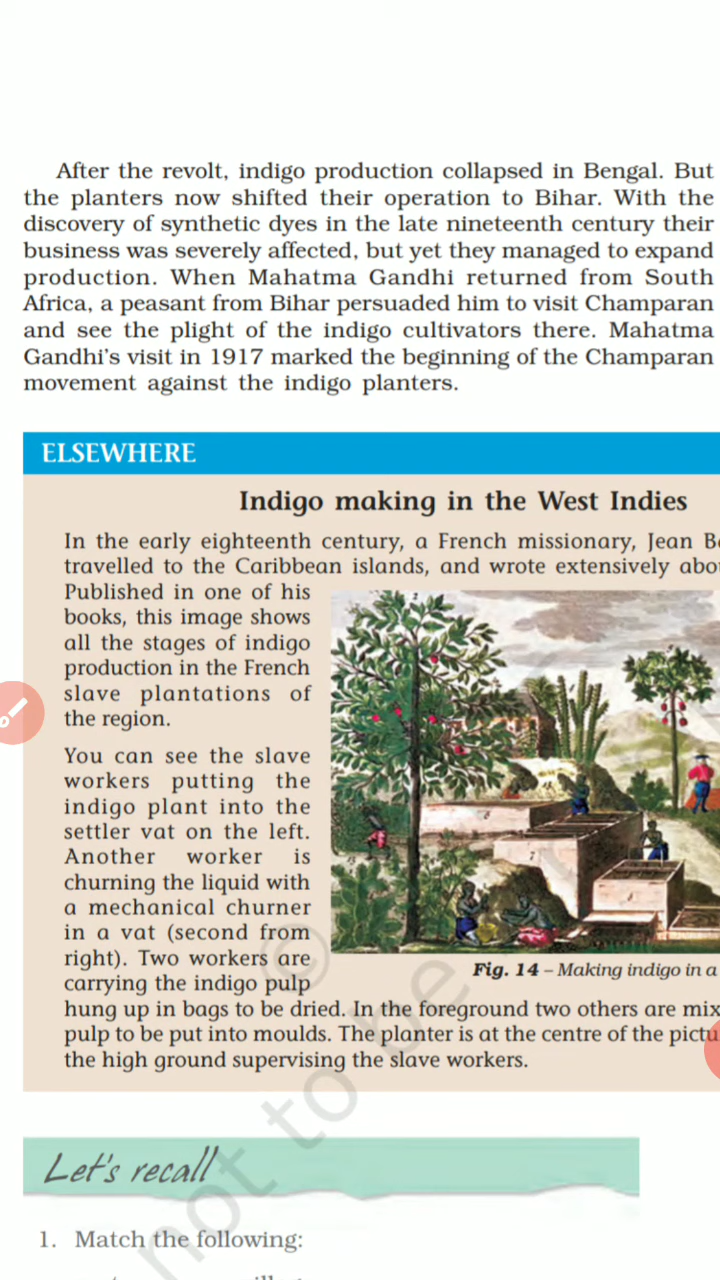 After the revolt, indigo production collapsed in Bengal. But
the planters now shifted their operation to Bihar. With the
discovery of synthetic dyes in the late nineteenth century their
business was severely affected, but yet they managed to expand
production. When Mahatma Gandhi returned from South
Africa, a peasant from Bihar persuaded him to visit Champaran
and see the plight of the indigo cultivators there. Mahatma
Gandhi's visit in 1917 marked the beginning of the Champaran
movement against the indigo planters.
ELSEWHERE
Indigo making in the West Indies
In the early eighteenth century, a French missionary, Jean
travelled to the Caribbean islands, and wrote extensively
Published in one of his
books, this image shows
all the stages of indigo
production in the French
slave plantations of
the region.
You can see the slave
workers putting the
indigo plant into the
settler vat on the left.
Another worker is
churning the liquid with
a mechanical churner
in a vat (second from
right). Two workers are
carrying the indigo pulp
Fig. 14 – Making indigo in a
hung up in bags to be dried. In the foreground two others are
pulp to be put into moulds. The planter is at the centre of the
the high ground supervising the slave workers.
Let's recall
1. Match the following:
© not to be